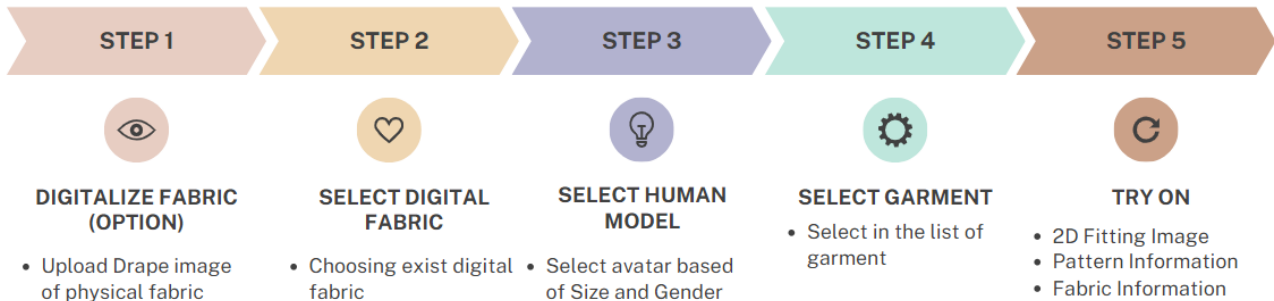 STEP 1
STEP 2
STEP 3
STEP 4
STEP 5
DIGITALIZE FABRIC
(OPTION)
• Upload Drape image
of physical fabric
SELECT DIGITAL
FABRIC
• Choosing exist digital
fabric
SELECT HUMAN
MODEL
• Select avatar based
of Size and Gender
SELECT GARMENT
• Select in the list of
garment
TRY ON
• 2D Fitting Image
• Pattern Information
• Fabric Information